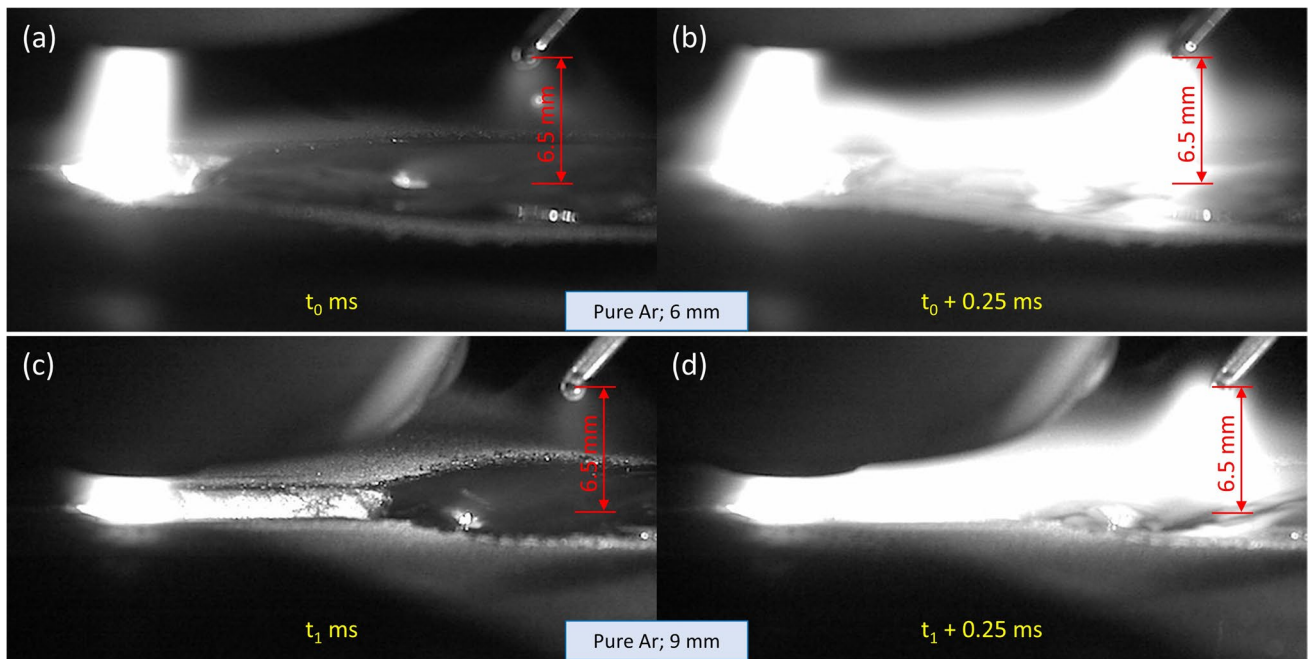 (a)
(b)
6.5 mm
6.5 mm
t₀ ms
t₀ + 0.25 ms
Pure Ar; 6 mm
(c)
(d)
6.5 mm
6.5 mm
t₁ ms
t₁ + 0.25 ms
Pure Ar; 9 mm